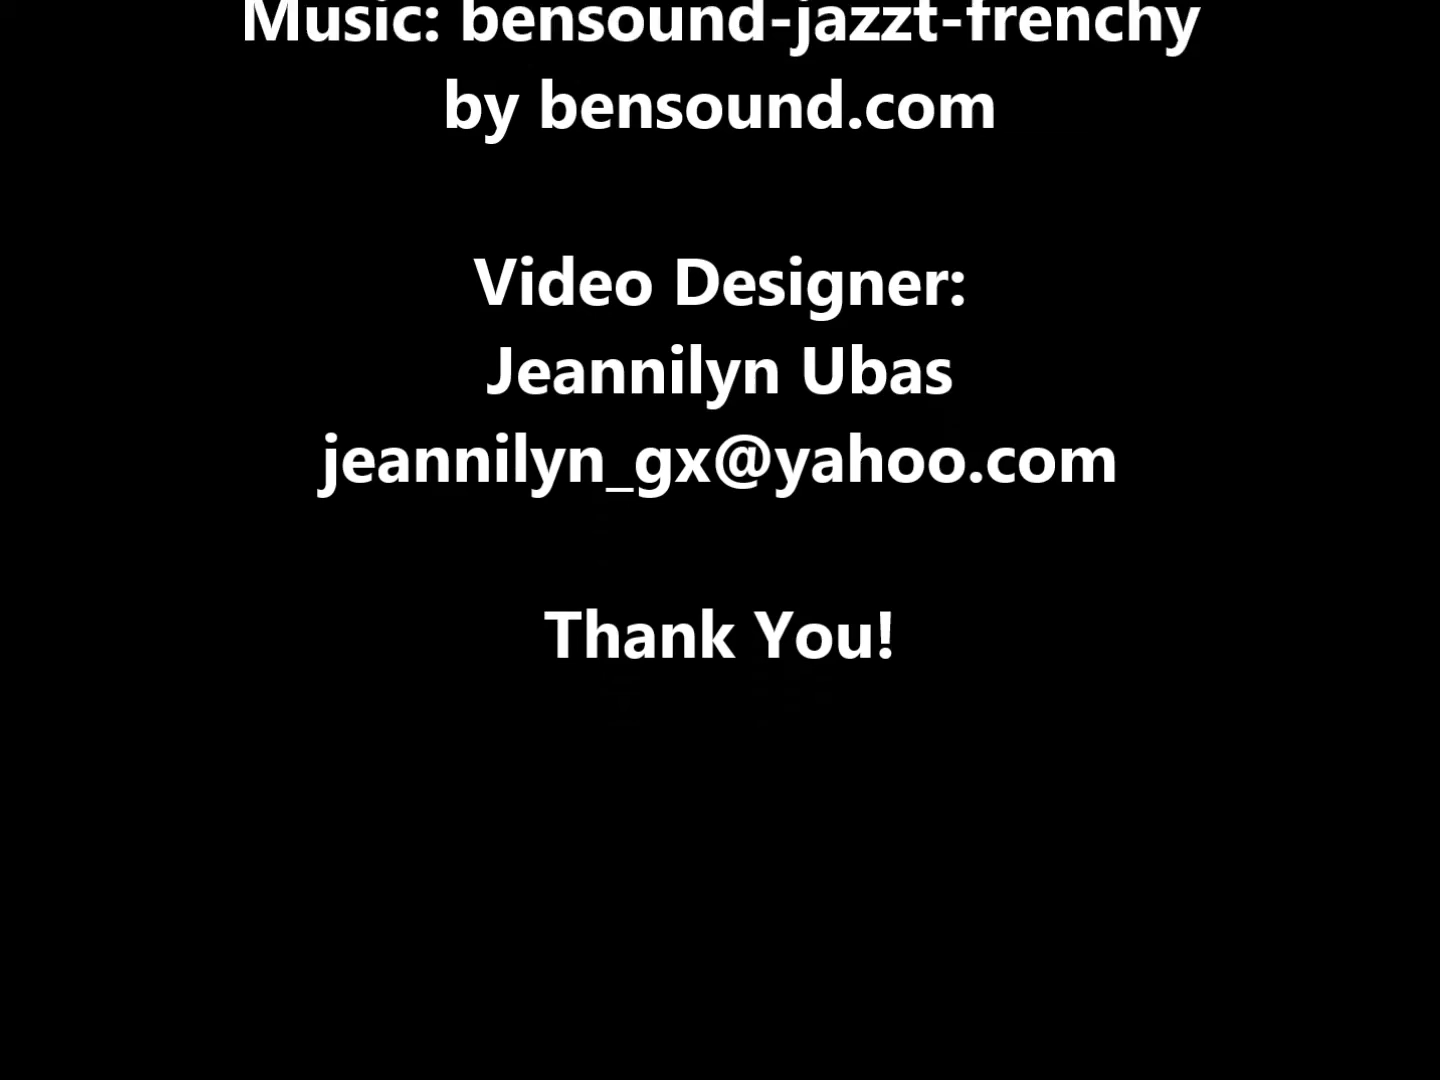 Music: bensound-jazzt-frenchy
by bensound.com
Video Designer:
Jeannilyn Ubas
jeannilyn_gx@yahoo.com
Thank You!